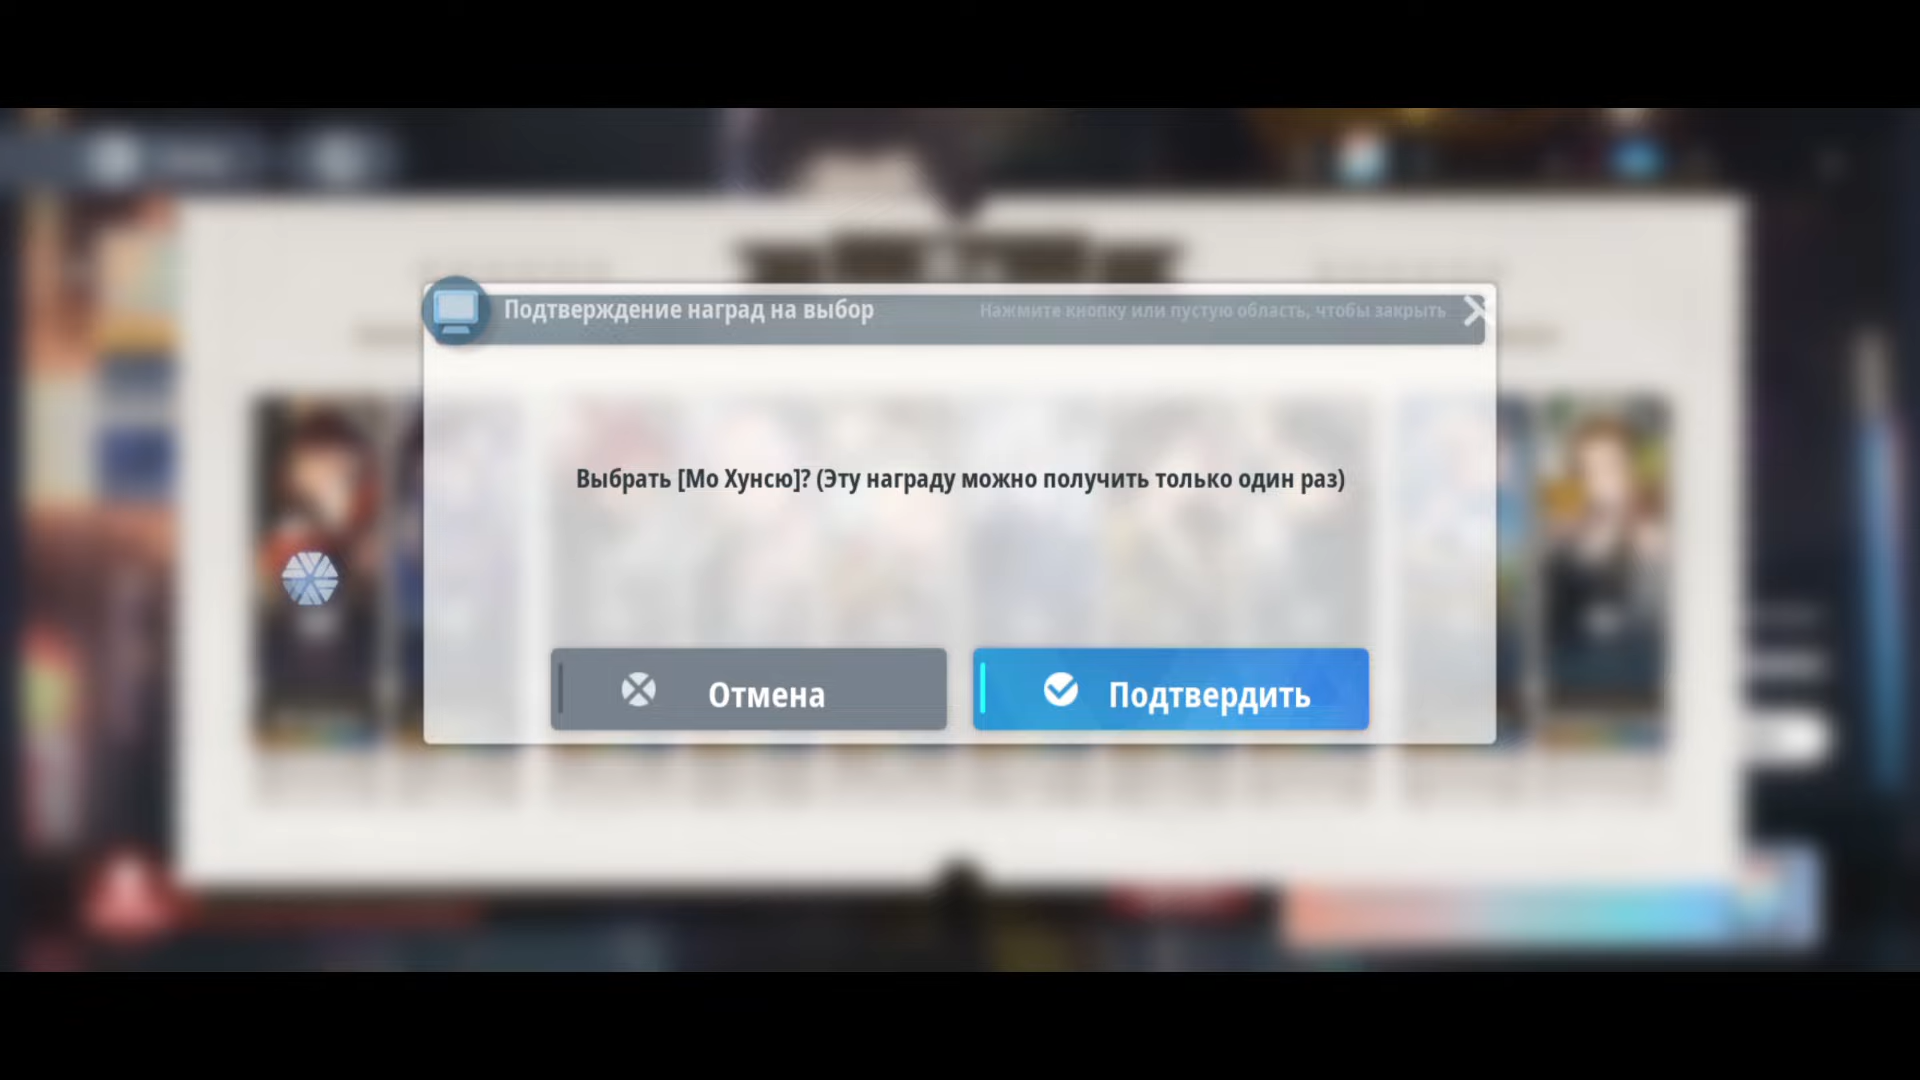 Подтверждение наград на выбор
Нажмите кнопку или пустую область, чтобы закрыть
Выбрать [Мо Хунсю]? (Эту награду можно получить только один раз)
Отмена
Подтвердить